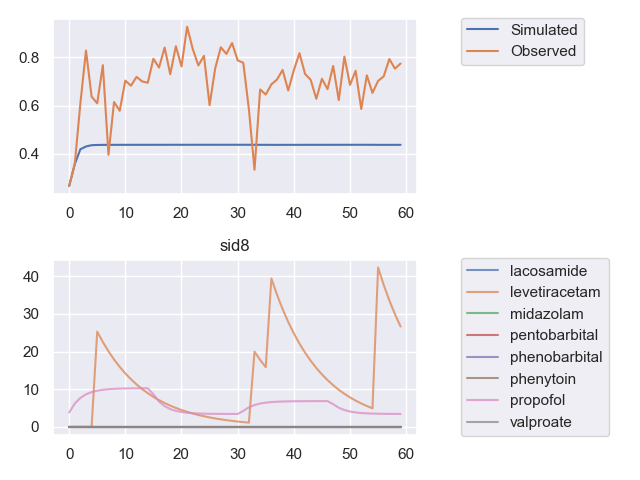 Simulated
Observed
0.8
0.6
0.4
0 10 20 30 40 50 60
sid8
40
30
20
10
0
0 10 20 30 40 50 60
lacosamide
levetiracetam
midazolam
pentobarbital
phenobarbital
phenytoin
propofol
valproate